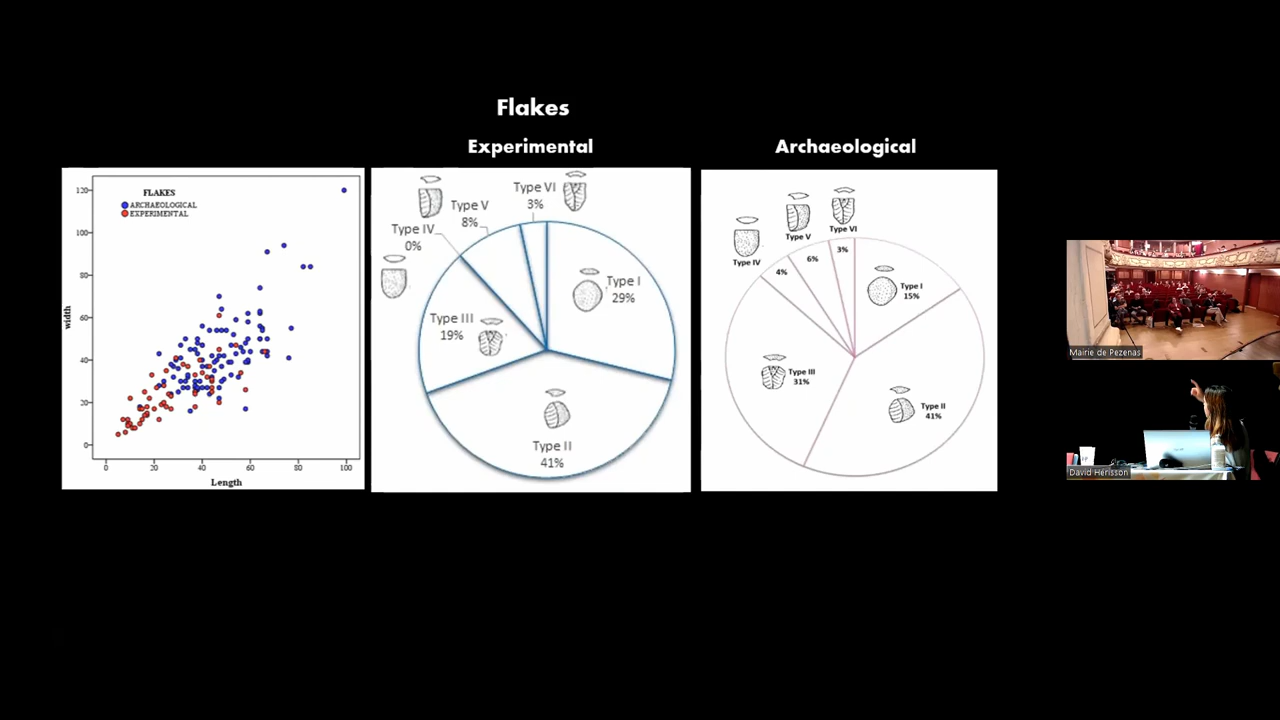 Flakes
Experimental
Archaeological
FLAKES
ARCHAEOLOGICAL
EXPERIMENTAL
120
100
80
60
40
20
0
width
0
20
40
60
80
100
Length
Type VI
3%
Type V
8%
Type IV
0%
Type I
29%
Type III
19%
Type II
41%
Type VI
3%
Type V
6%
Type IV
4%
Type I
15%
Type III
31%
Type II
41%
Mairie de Pezenas
David Hérisson